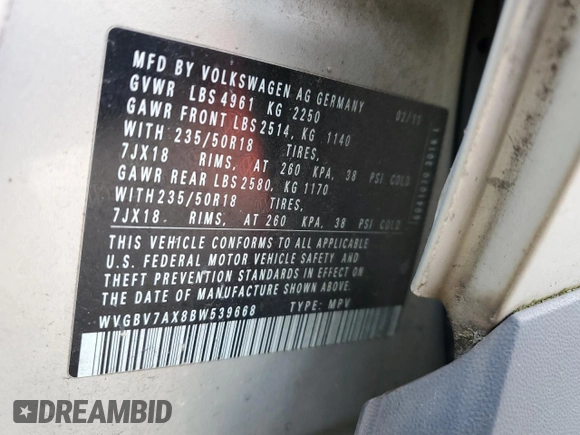 MFD BY VOLKSWAGEN AG GERMANY
GVWR LBS 4961 KG 2250
GAWR FRONT LBS 2514, KG 1140
WITH 235/50R18 TIRES,
7JX18 RIMS, AT 260 KPA, 38 PSI COLD
GAWR REAR LBS 2580, KG 1170
WITH 235/50R18 TIRES,
7JX18. RIMS, AT 260 KPA, 38 PSI COLD
THIS VEHICLE CONFORMS TO ALL APPLICABLE
U.S. FEDERAL MOTOR VEHICLE SAFETY AND
THEFT PREVENTION STANDARDS IN EFFECT ON
THE DATE OF MANUFACTURE SHOWN ABOVE
WVGBV7AX8BW539668 TYPE: MPV
DREAMBID